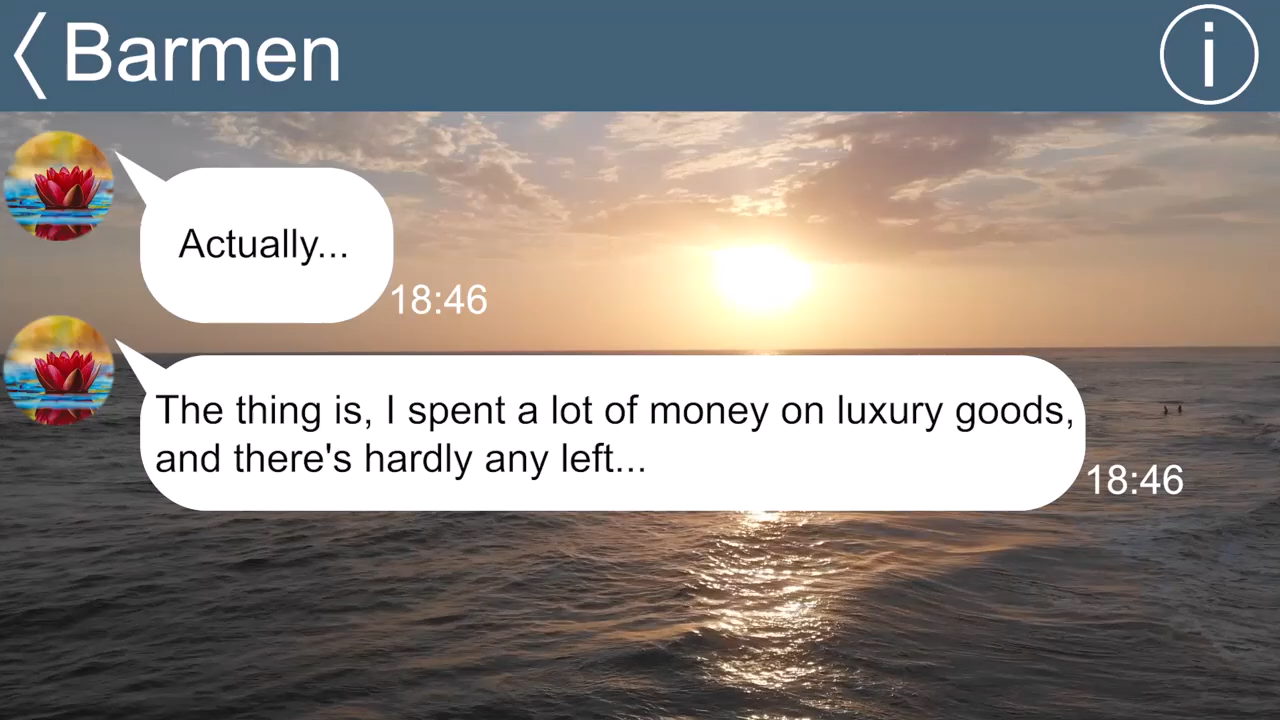 Barmen
i
Actually...
18:46
The thing is, I spent a lot of money on luxury goods,
and there's hardly any left...
18:46